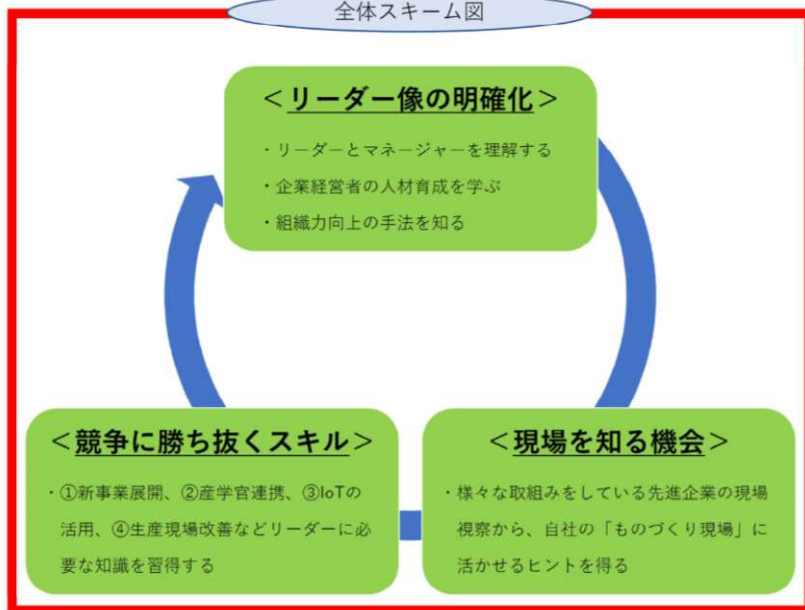 全体スキーム図
＜リーダー像の明確化＞
・リーダーとマネージャーを理解する
・企業経営者の人材育成を学ぶ
・組織力向上の手法を知る
＜競争に勝ち抜くスキル＞
・①新事業展開、②産学官連携、③IoTの
活用、④生産現場改善などリーダーに必
要な知識を習得する
＜現場を知る機会＞
・様々な取組みをしている先進企業の現場
視察から、自社の「ものづくり現場」に
活かせるヒントを得る